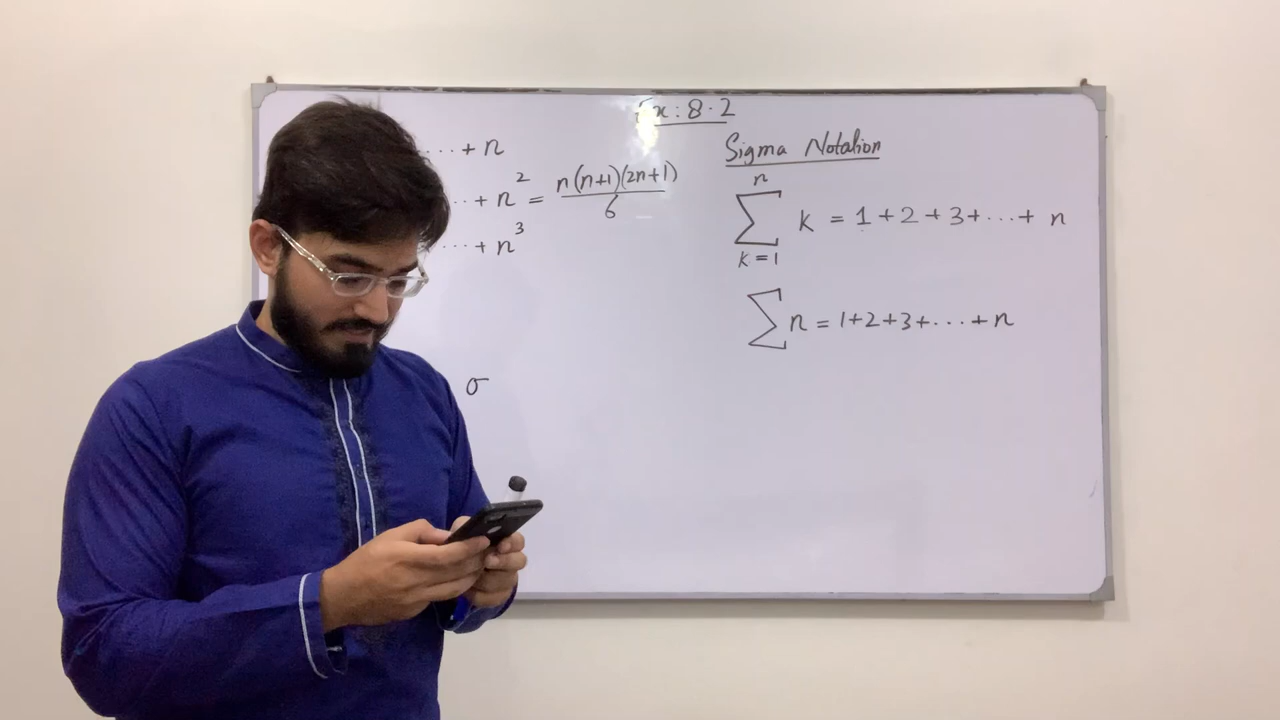 Ex: 8.2
...+ n
...+ n² = n(n+1)(2n+1)/6
...+ n³
σ
Sigma Notation
n
∑ k = 1+2+3+...+ n
k=1
∑ n = 1+2+3+...+ n